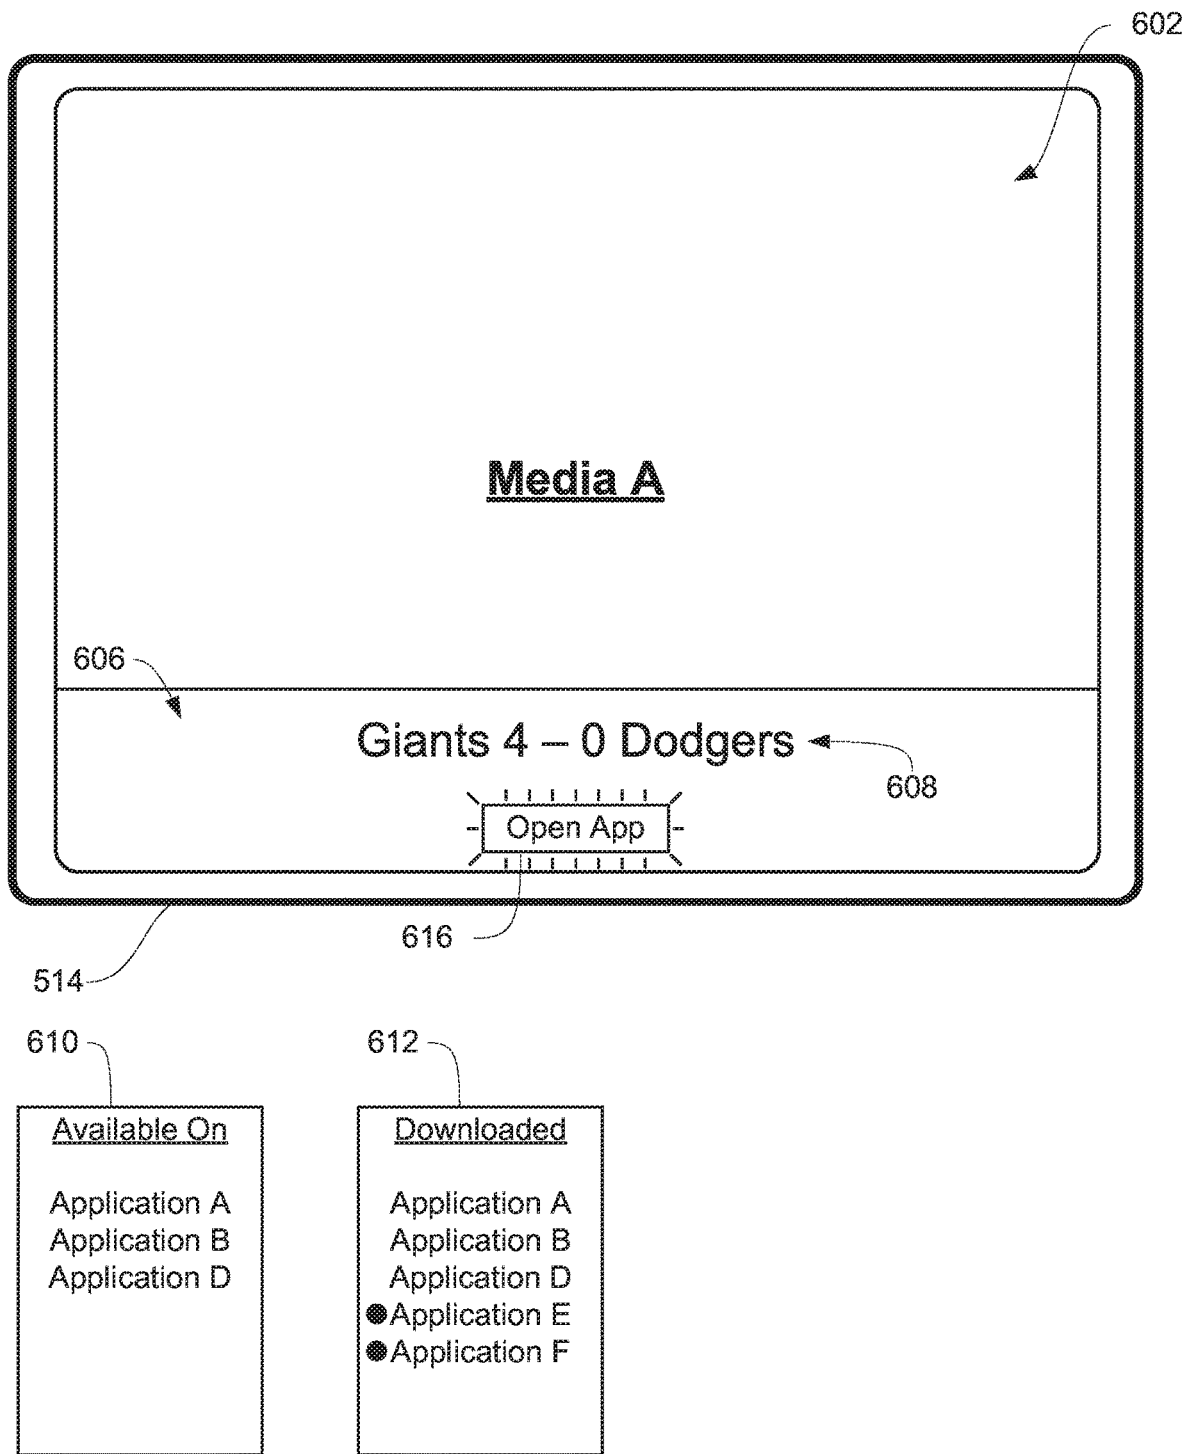 602
Media A
606
Giants 4 – 0 Dodgers
608
Open App
616
514
610
612
Available On
Application A
Application B
Application D
Downloaded
Application A
Application B
Application D
●Application E
●Application F